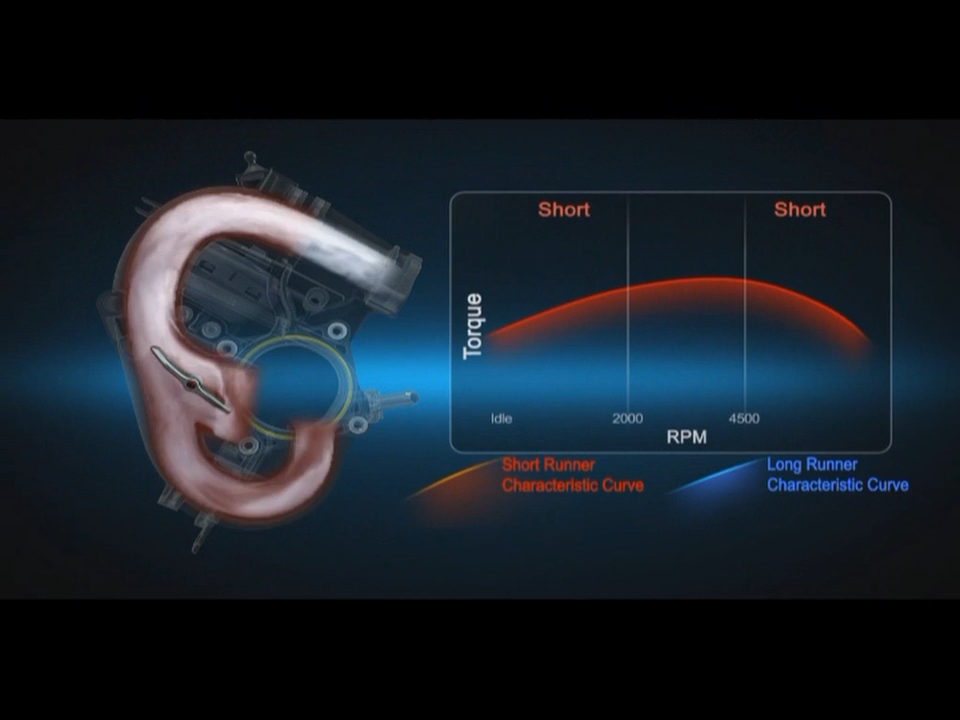 Short
Short
Torque
Idle
2000
4500
RPM
Short Runner
Characteristic Curve
Long Runner
Characteristic Curve